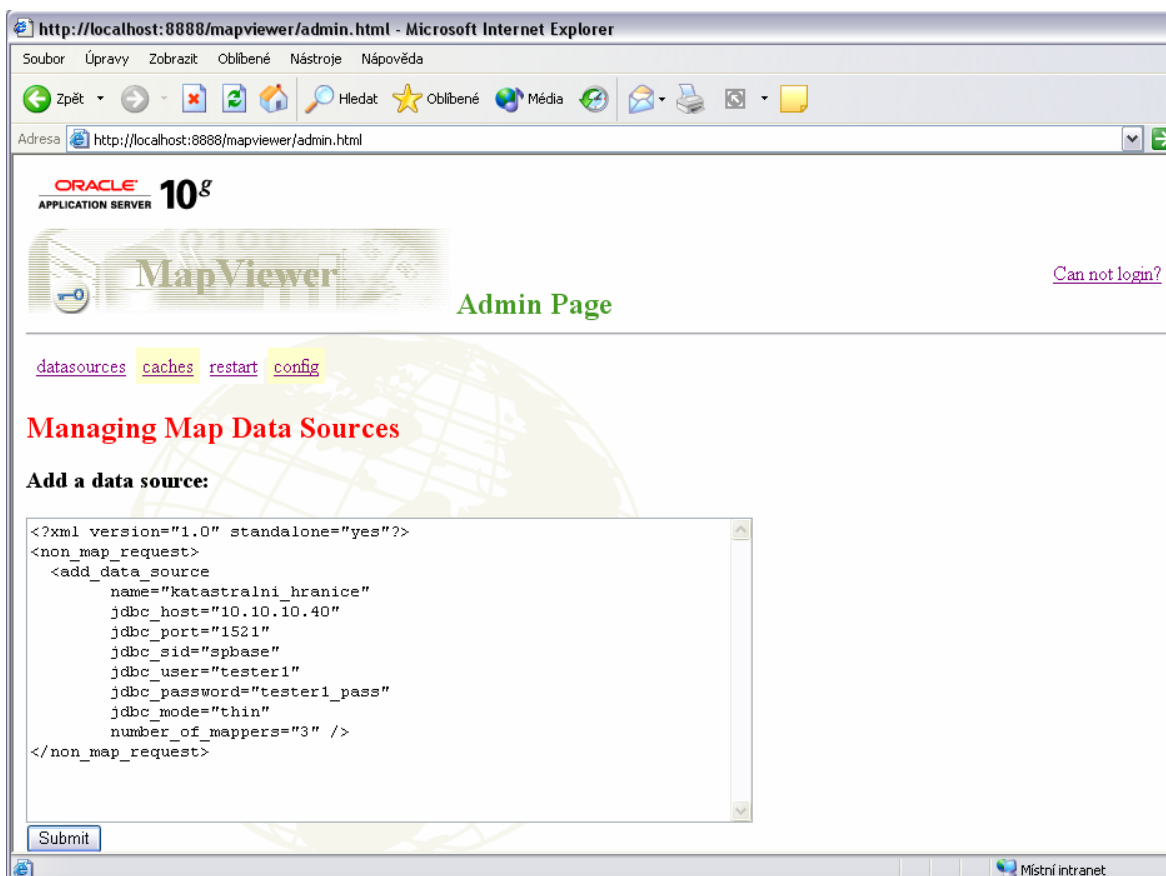 http://localhost:8888/mapviewer/admin.html - Microsoft Internet Explorer
Soubor Úpravy Zobrazit Oblíbené Nástroje Nápověda
Zpět Hledat Oblíbené Média
Adresa http://localhost:8888/mapviewer/admin.html
ORACLE
APPLICATION SERVER 10g
MapViewer
Admin Page
Can not login?
datasources caches restart config
Managing Map Data Sources
Add a data source:
<?xml version="1.0" standalone="yes"?>
<non_map_request>
<add_data_source
name="katastralni_hranice"
jdbc_host="10.10.10.40"
jdbc_port="1521"
jdbc_sid="spbase"
jdbc_user="tester1"
jdbc_password="tester1_pass"
jdbc_mode="thin"
number_of_mappers="3" />
</non_map_request>
Submit
Místní intranet